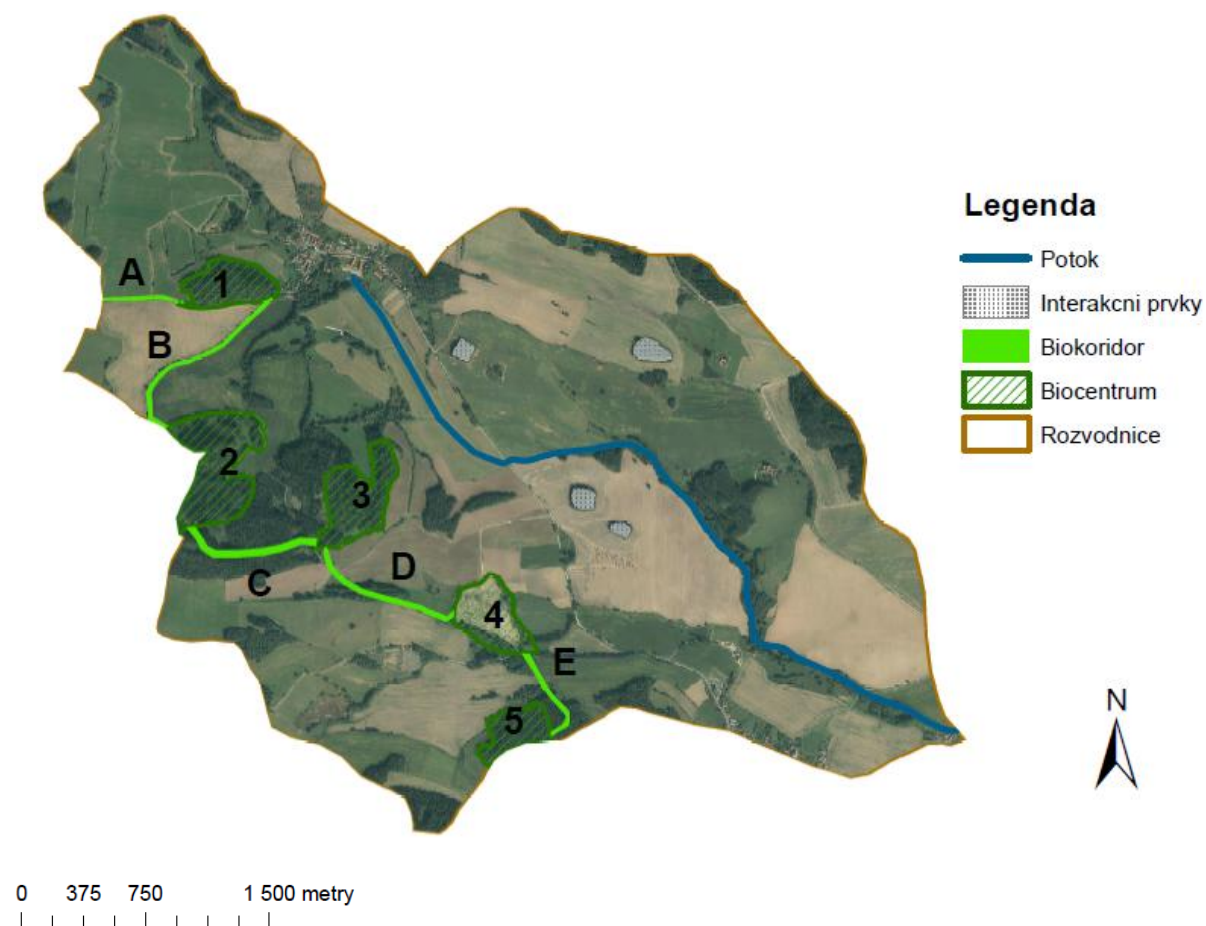 A
1
B
2
3
C
D
4
E
5
Legenda
Potok
Interakcni prvky
Biokoridor
Biocentrum
Rozvodnice
N
0 375 750 1 500 metry